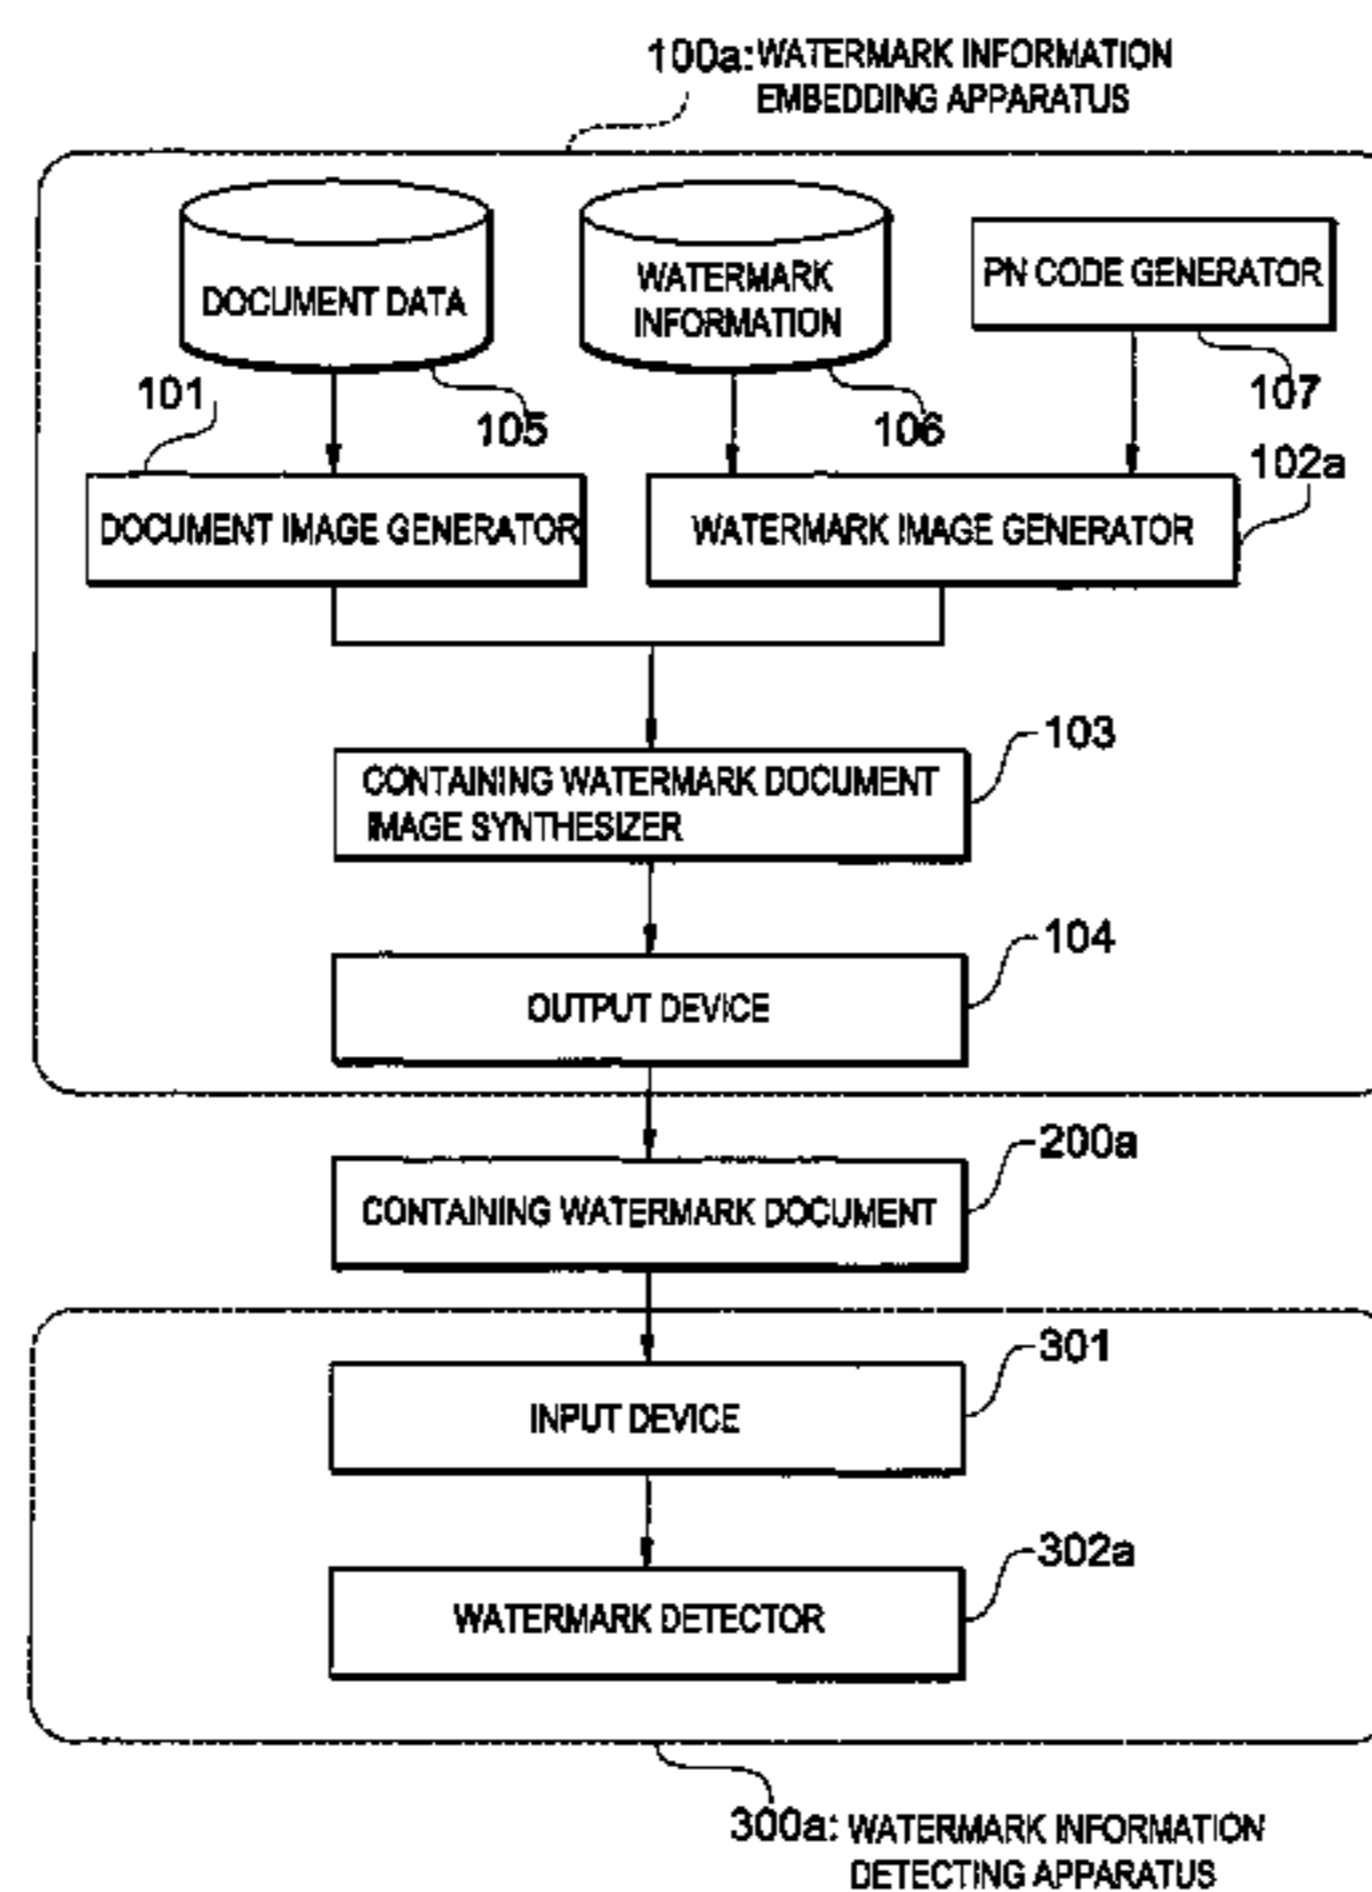 100a: WATERMARK INFORMATION
EMBEDDING APPARATUS
DOCUMENT DATA
WATERMARK
INFORMATION
PN CODE GENERATOR
101
105
106
107
102a
DOCUMENT IMAGE GENERATOR
WATERMARK IMAGE GENERATOR
103
CONTAINING WATERMARK DOCUMENT
IMAGE SYNTHESIZER
104
OUTPUT DEVICE
200a
CONTAINING WATERMARK DOCUMENT
301
INPUT DEVICE
302a
WATERMARK DETECTOR
300a: WATERMARK INFORMATION
DETECTING APPARATUS